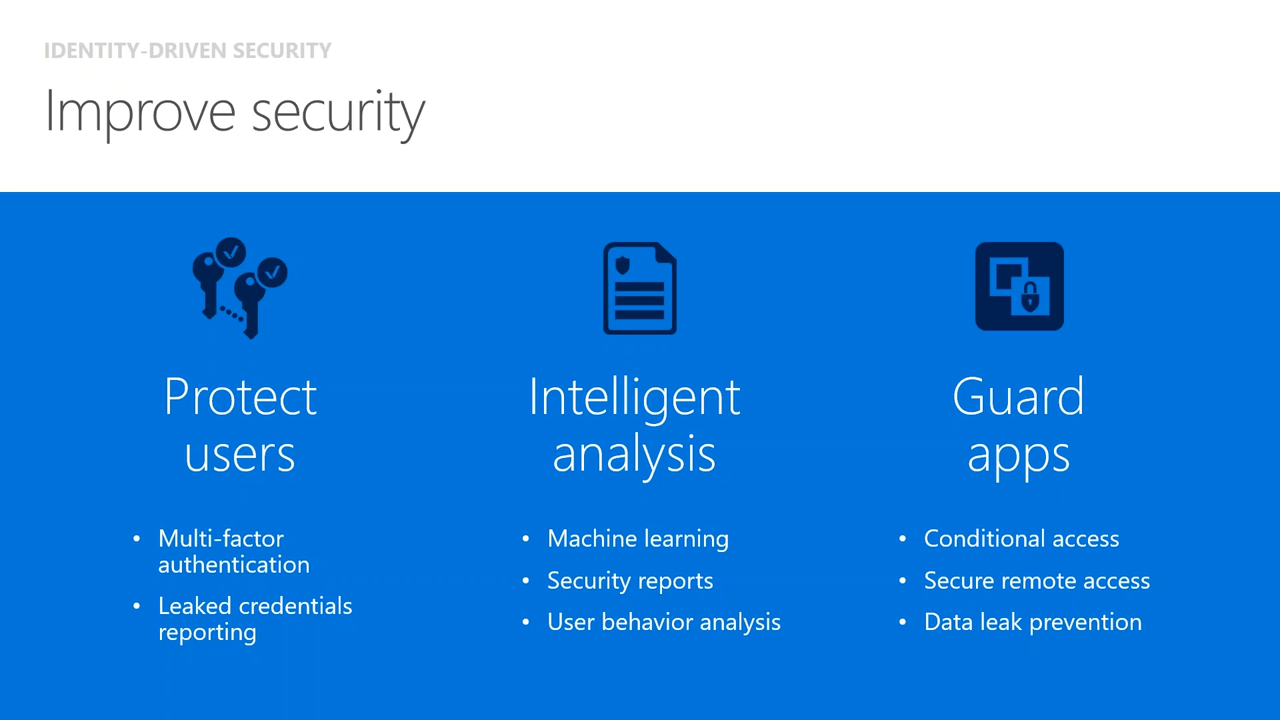 IDENTITY-DRIVEN SECURITY
Improve security
Protect
users
• Multi-factor
authentication
• Leaked credentials
reporting
Intelligent
analysis
• Machine learning
• Security reports
• User behavior analysis
Guard
apps
• Conditional access
• Secure remote access
• Data leak prevention